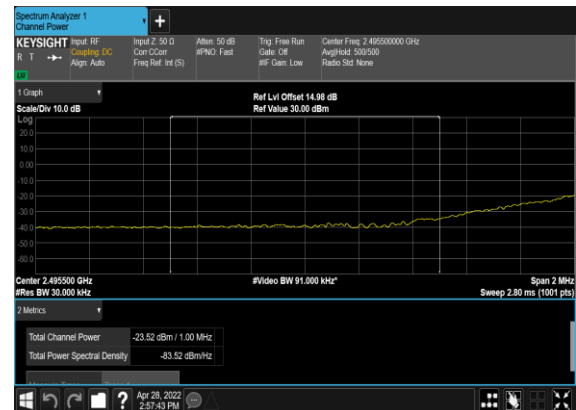 Spectrum Analyzer 1
Channel Power
+
KEYSIGHT
R T
LXI
Input: RF
Coupling: DC
Align: Auto
Input Z: 50 Ω
Corr CCorr
Freq Ref: Int (S)
Atten: 50 dB
#PNO: Fast
Trig: Free Run
Gate: Off
#IF Gain: Low
Center Freq: 2.495500000 GHz
Avg|Hold: 500/500
Radio Std: None
1 Graph
Scale/Div 10.0 dB
Ref Lvl Offset 14.98 dB
Ref Value 30.00 dBm
Log
20.0
10.0
0.00
-10.0
-20.0
-30.0
-40.0
-50.0
-60.0
Center 2.495500 GHz
#Res BW 30.000 kHz
#Video BW 91.000 kHz*
Span 2 MHz
Sweep 2.80 ms (1001 pts)
2 Metrics
Total Channel Power -23.52 dBm / 1.00 MHz
Total Power Spectral Density -83.52 dBm/Hz
?
Apr 28, 2022
2:57:43 PM